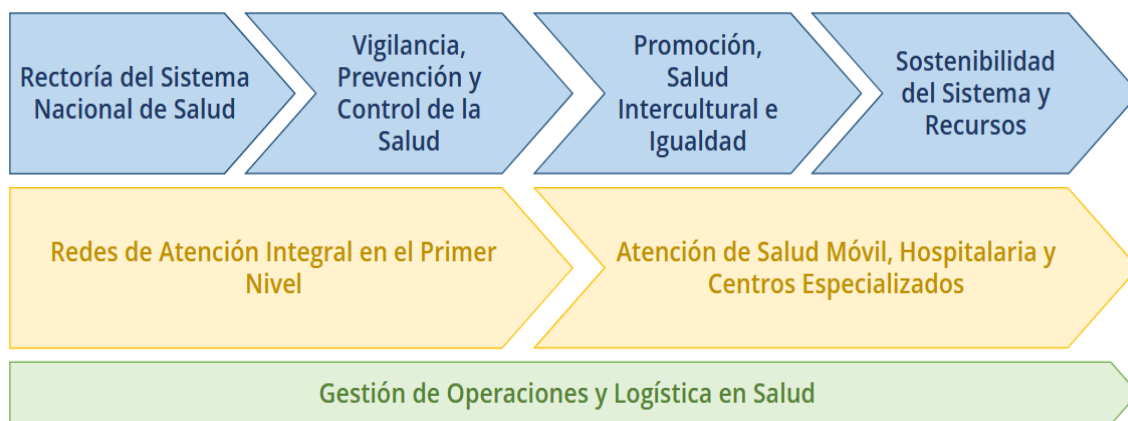 Rectoría del Sistema
Nacional de Salud
Vigilancia,
Prevención y
Control de la
Salud
Promoción,
Salud
Intercultural e
Igualdad
Sostenibilidad
del Sistema y
Recursos
Redes de Atención Integral en el Primer
Nivel
Atención de Salud Móvil, Hospitalaria y
Centros Especializados
Gestión de Operaciones y Logística en Salud